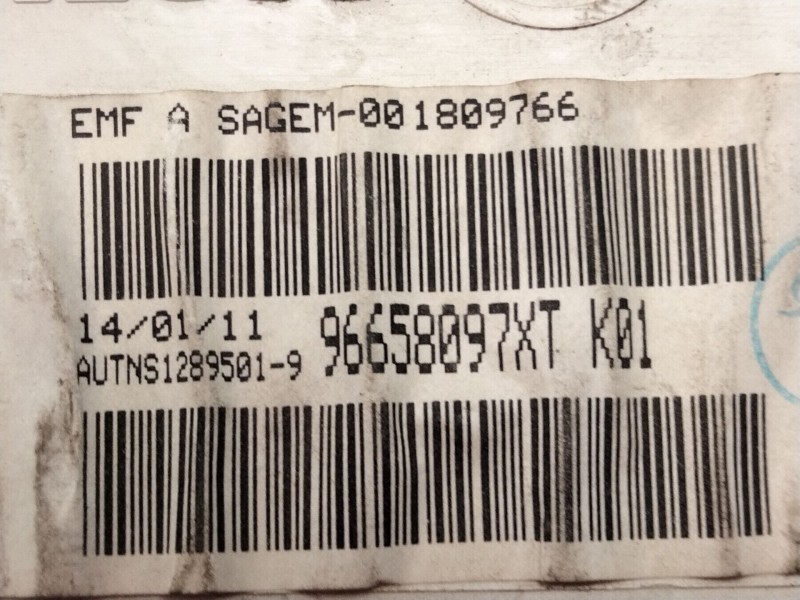 EMF A SAGEM-001809766
14/01/11
AUTNS1289501-9 96658097XT K01